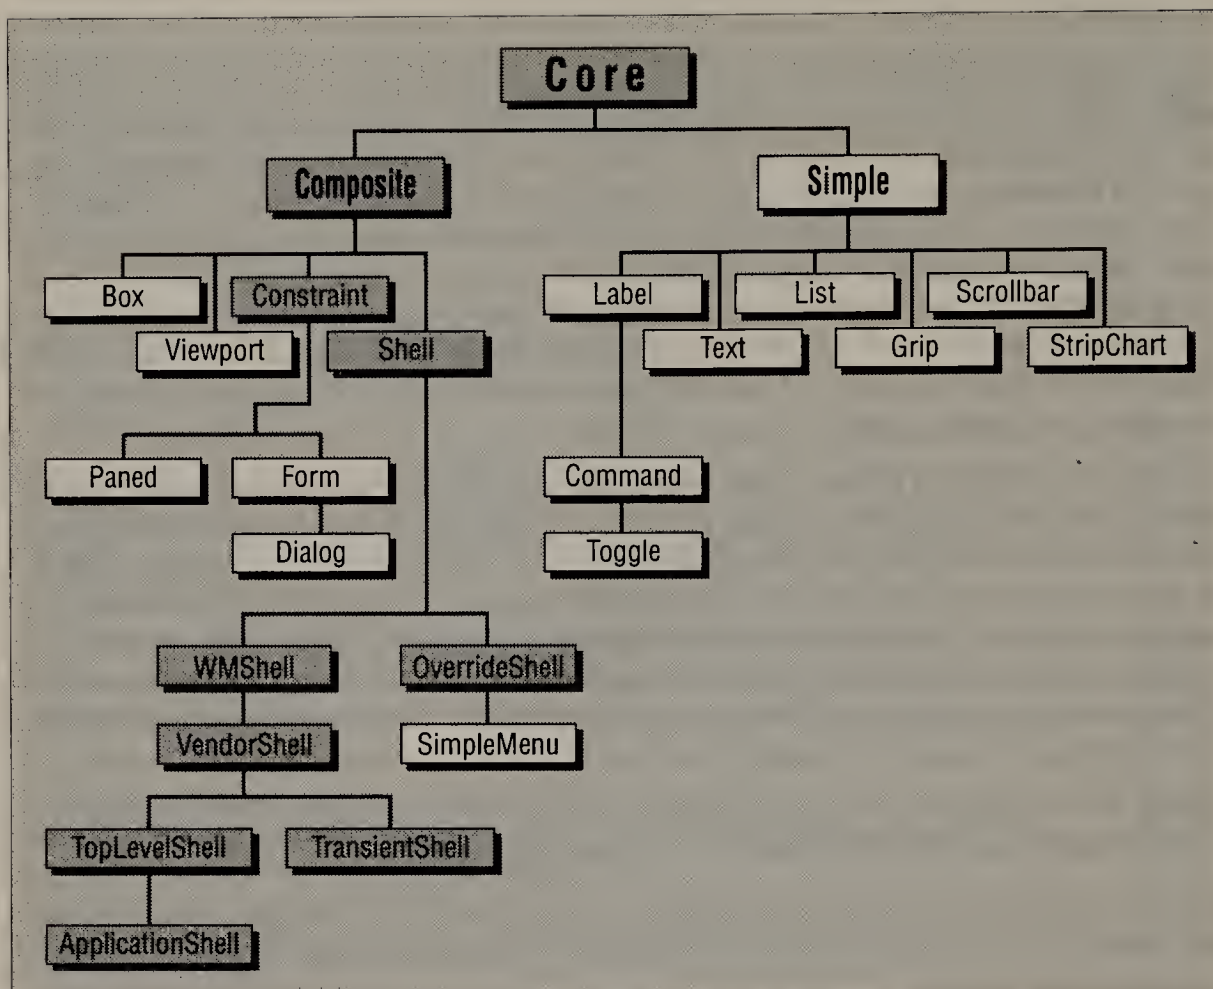 Core
Composite
Simple
Box
Constraint
Label
List
Scrollbar
Viewport
Shell
Text
Grip
StripChart
Paned
Form
Command
Dialog
Toggle
WMShell
OverrideShell
VendorShell
SimpleMenu
TopLevelShell
TransientShell
ApplicationShell